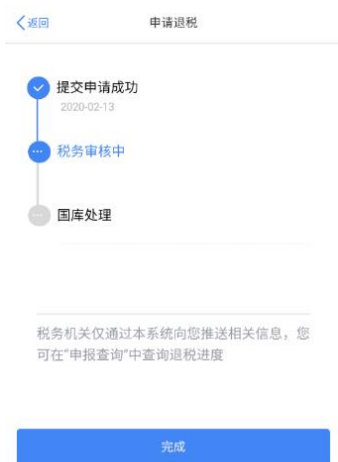 返回
申请退税
提交申请成功
2020-02-13
税务审核中
国库处理
税务机关仅通过本系统向您推送相关信息，您
可在“申报查询”中查询退税进度
完成